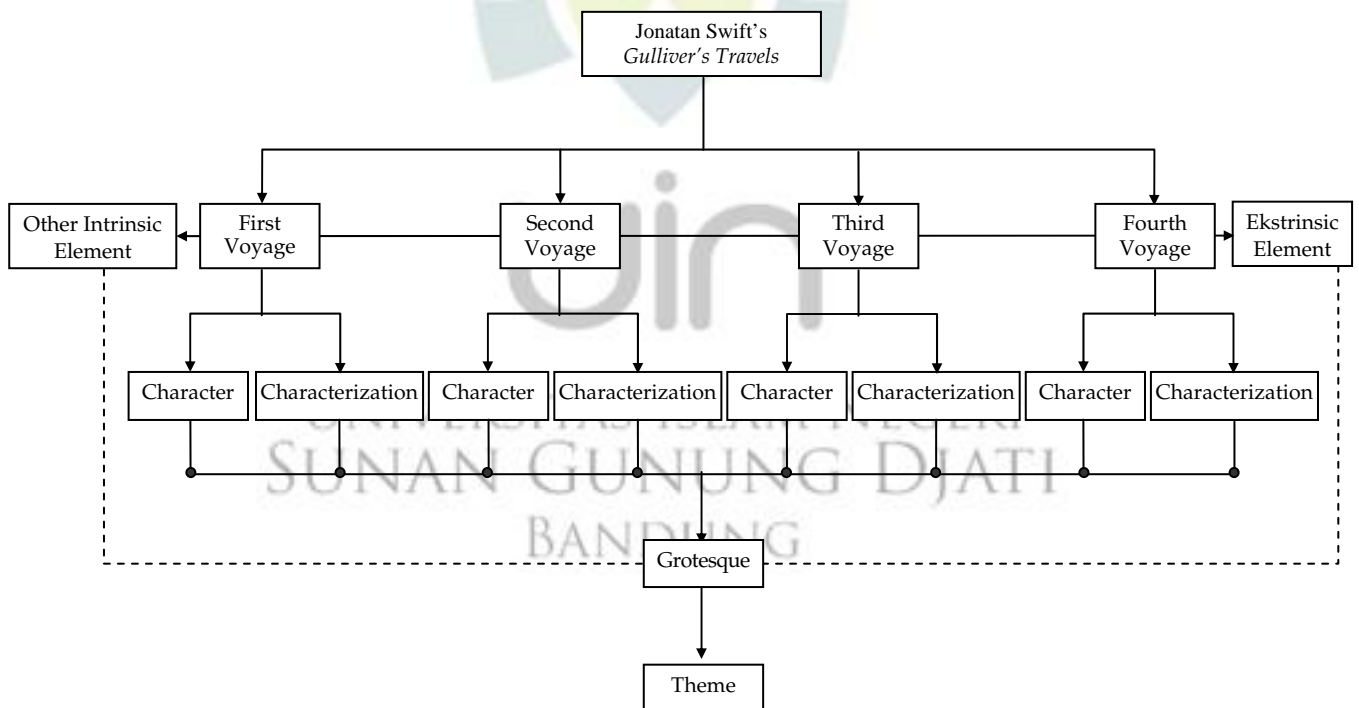 Jonatan Swift's
Gulliver's Travels
Other Intrinsic
Element
First
Voyage
Second
Voyage
Third
Voyage
Fourth
Voyage
Ekstrinsic
Element
uin
Character
Characterization
Character
Characterization
Character
Characterization
Character
Characterization
UNIVERSITAS ISLAM NEGERI
SUNAN GUNUNG DJATI
BANDUNG
Grotesque
Theme